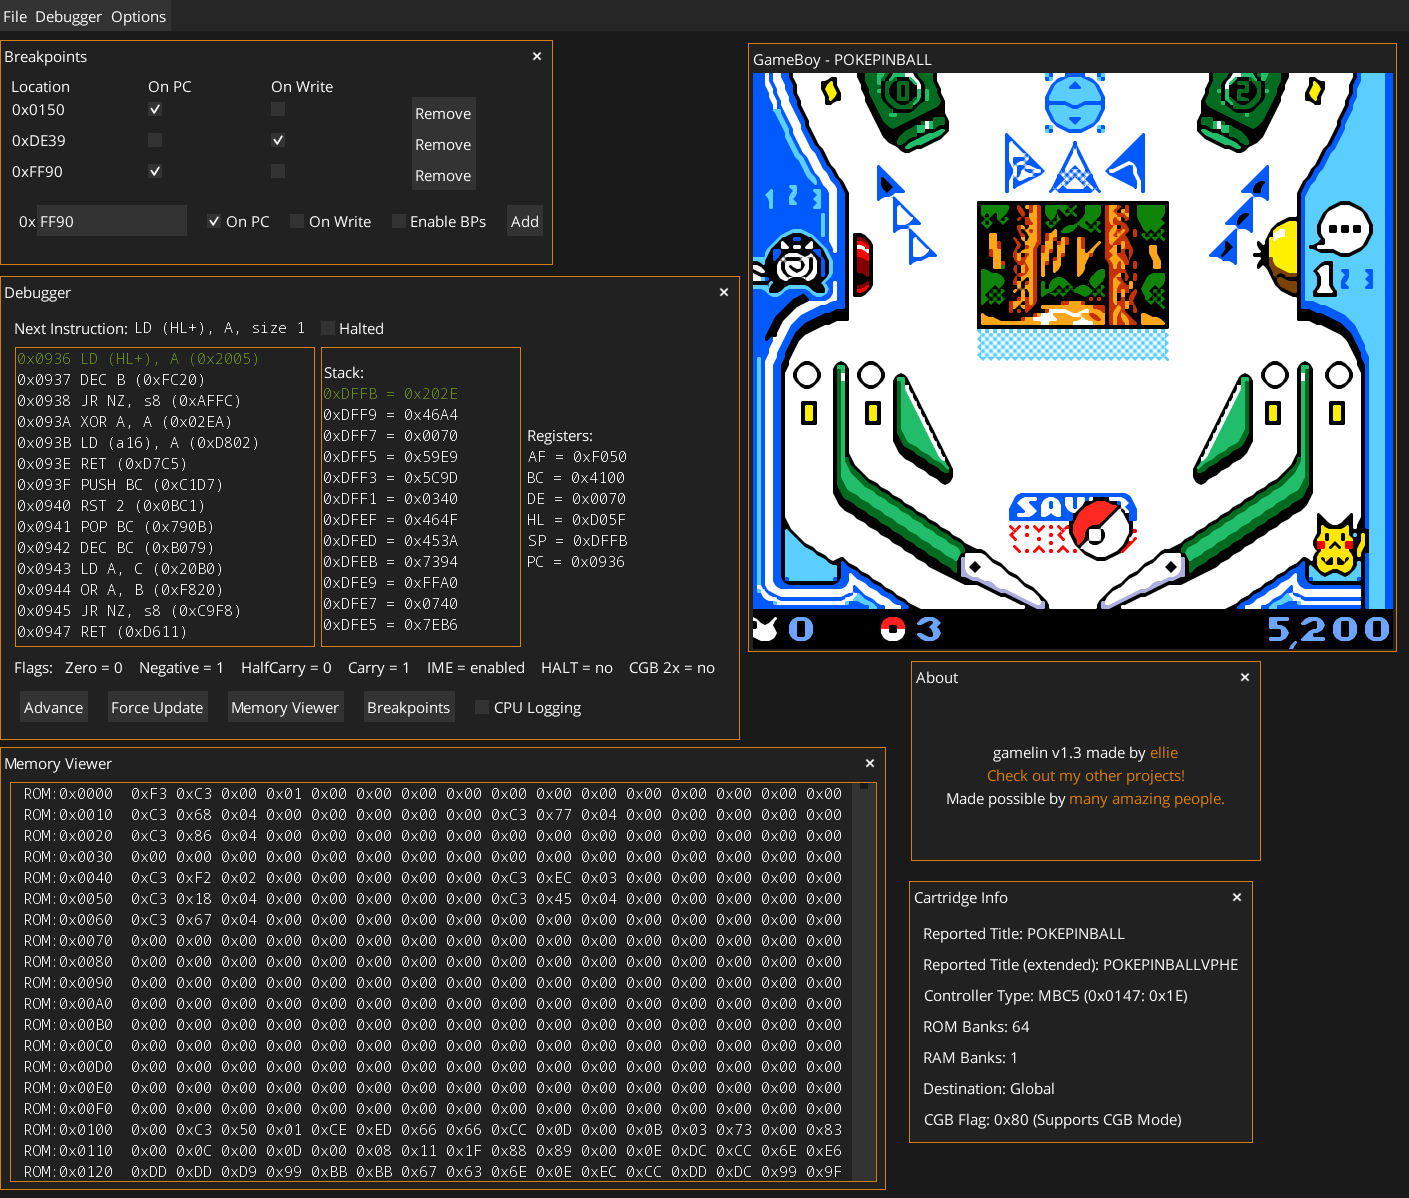 File Debugger Options
Breakpoints
Location On PC On Write
0x0150 Remove
0xDE39 Remove
0xFF90 Remove
0x FF90 On PC On Write Enable BPs Add
Debugger
Next Instruction: LD (HL+), A, size 1 Halted
0x0936 LD (HL+), A (0x2005)
0x0937 DEC B (0xFC20)
0x0938 JR NZ, s8 (0xAFFC)
0x093A XOR A, A (0x02EA)
0x093B LD (a16), A (0xD802)
0x093E RET (0xD7C5)
0x093F PUSH BC (0xC1D7)
0x0940 RST 2 (0x0BC1)
0x0941 POP BC (0x790B)
0x0942 DEC BC (0xB079)
0x0943 LD A, C (0x20B0)
0x0944 OR A, B (0xF820)
0x0945 JR NZ, s8 (0xC9F8)
0x0947 RET (0xD611)
Stack:
0xDFFB = 0x202E
0xDFF9 = 0x46A4
0xDFF7 = 0x0070
0xDFF5 = 0x59E9
0xDFF3 = 0x5C9D
0xDFF1 = 0x0340
0xDFEF = 0x464F
0xDFED = 0x453A
0xDFEB = 0x7394
0xDFE9 = 0xFFA0
0xDFE7 = 0x0740
0xDFE5 = 0x7EB6
Registers:
AF = 0xF050
BC = 0x4100
DE = 0x0070
HL = 0xD05F
SP = 0xDFFB
PC = 0x0936
Flags: Zero = 0 Negative = 1 HalfCarry = 0 Carry = 1 IME = enabled HALT = no CGB 2x = no
Advance Force Update Memory Viewer Breakpoints CPU Logging
Memory Viewer
ROM:0x0000 0xF3 0xC3 0x00 0x01 0x00 0x00 0x00 0x00 0x00 0x00 0x00 0x00 0x00 0x00 0x00 0x00
ROM:0x0010 0xC3 0x68 0x04 0x00 0x00 0x00 0x00 0x00 0xC3 0x77 0x04 0x00 0x00 0x00 0x00 0x00
ROM:0x0020 0xC3 0x86 0x04 0x00 0x00 0x00 0x00 0x00 0x00 0x00 0x00 0x00 0x00 0x00 0x00 0x00
ROM:0x0030 0x00 0x00 0x00 0x00 0x00 0x00 0x00 0x00 0x00 0x00 0x00 0x00 0x00 0x00 0x00 0x00
ROM:0x0040 0xC3 0xF2 0x02 0x00 0x00 0x00 0x00 0x00 0xC3 0xEC 0x03 0x00 0x00 0x00 0x00 0x00
ROM:0x0050 0xC3 0x18 0x04 0x00 0x00 0x00 0x00 0x00 0xC3 0x45 0x04 0x00 0x00 0x00 0x00 0x00
ROM:0x0060 0xC3 0x67 0x04 0x00 0x00 0x00 0x00 0x00 0x00 0x00 0x00 0x00 0x00 0x00 0x00 0x00
ROM:0x0070 0x00 0x00 0x00 0x00 0x00 0x00 0x00 0x00 0x00 0x00 0x00 0x00 0x00 0x00 0x00 0x00
ROM:0x0080 0x00 0x00 0x00 0x00 0x00 0x00 0x00 0x00 0x00 0x00 0x00 0x00 0x00 0x00 0x00 0x00
ROM:0x0090 0x00 0x00 0x00 0x00 0x00 0x00 0x00 0x00 0x00 0x00 0x00 0x00 0x00 0x00 0x00 0x00
ROM:0x00A0 0x00 0x00 0x00 0x00 0x00 0x00 0x00 0x00 0x00 0x00 0x00 0x00 0x00 0x00 0x00 0x00
ROM:0x00B0 0x00 0x00 0x00 0x00 0x00 0x00 0x00 0x00 0x00 0x00 0x00 0x00 0x00 0x00 0x00 0x00
ROM:0x00C0 0x00 0x00 0x00 0x00 0x00 0x00 0x00 0x00 0x00 0x00 0x00 0x00 0x00 0x00 0x00 0x00
ROM:0x00D0 0x00 0x00 0x00 0x00 0x00 0x00 0x00 0x00 0x00 0x00 0x00 0x00 0x00 0x00 0x00 0x00
ROM:0x00E0 0x00 0x00 0x00 0x00 0x00 0x00 0x00 0x00 0x00 0x00 0x00 0x00 0x00 0x00 0x00 0x00
ROM:0x00F0 0x00 0x00 0x00 0x00 0x00 0x00 0x00 0x00 0x00 0x00 0x00 0x00 0x00 0x00 0x00 0x00
ROM:0x0100 0x00 0xC3 0x50 0x01 0xCE 0xED 0x66 0x66 0xCC 0x0D 0x00 0x0B 0x03 0x73 0x00 0x83
ROM:0x0110 0x00 0x0C 0x00 0x0D 0x00 0x08 0x11 0x1F 0x88 0x89 0x00 0x0E 0xDC 0xCC 0x6E 0xE6
ROM:0x0120 0xDD 0xDD 0xD9 0x99 0xBB 0xBB 0x67 0x63 0x6E 0x0E 0xEC 0xCC 0xDD 0xDC 0x99 0x9F
GameBoy - POKEPINBALL
0 2
1 2 3
1 2 3
0 3 5,200
About
gamelin v1.3 made by ellie
Check out my other projects!
Made possible by many amazing people.
Cartridge Info
Reported Title: POKEPINBALL
Reported Title (extended): POKEPINBALLVPHE
Controller Type: MBC5 (0x0147: 0x1E)
ROM Banks: 64
RAM Banks: 1
Destination: Global
CGB Flag: 0x80 (Supports CGB Mode)